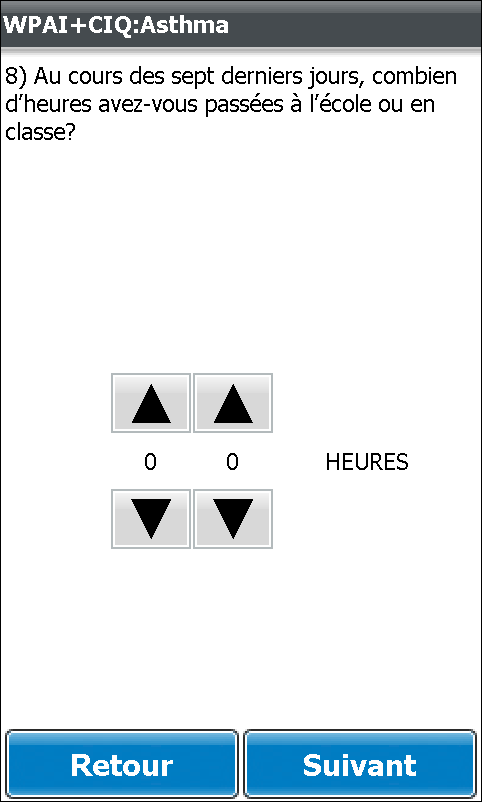 WPAI+CIQ:Asthma
8) Au cours des sept derniers jours, combien
d’heures avez-vous passées à l’école ou en
classe?
0 0 HEURES
Retour Suivant